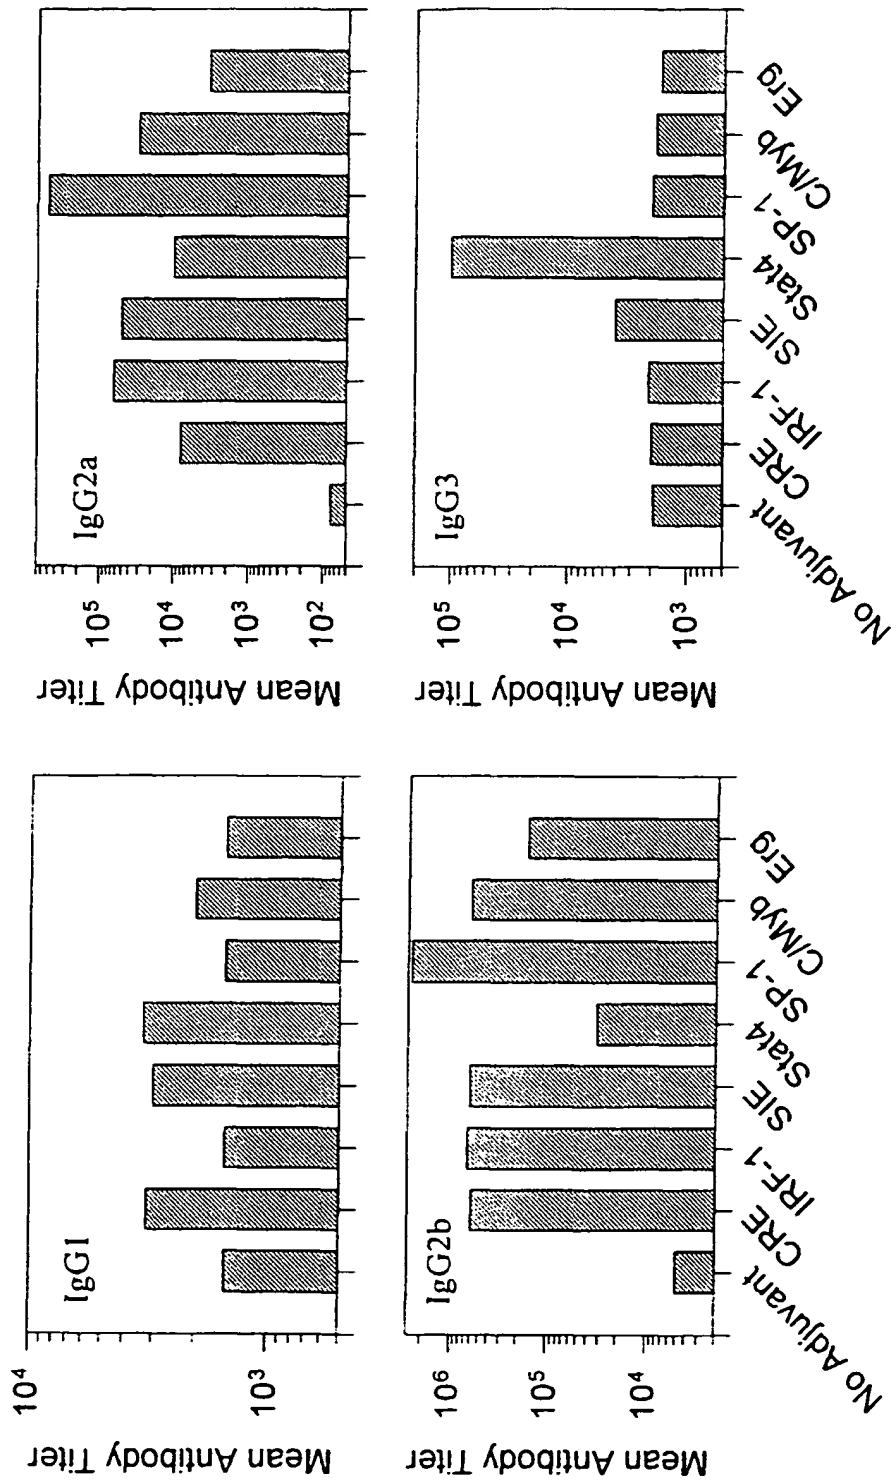 IgG1
Mean Antibody Titer
10⁴
10³
IgG2a
Mean Antibody Titer
10⁵
10⁴
10³
10²
IgG2b
Mean Antibody Titer
10⁶
10⁵
10⁴
No Adjuvant
CRE
IRF-1
SIE
Stat4
SP-1
C/Myb
Erg
IgG3
Mean Antibody Titer
10⁵
10⁴
10³
No Adjuvant
CRE
IRF-1
SIE
Stat4
SP-1
C/Myb
Erg